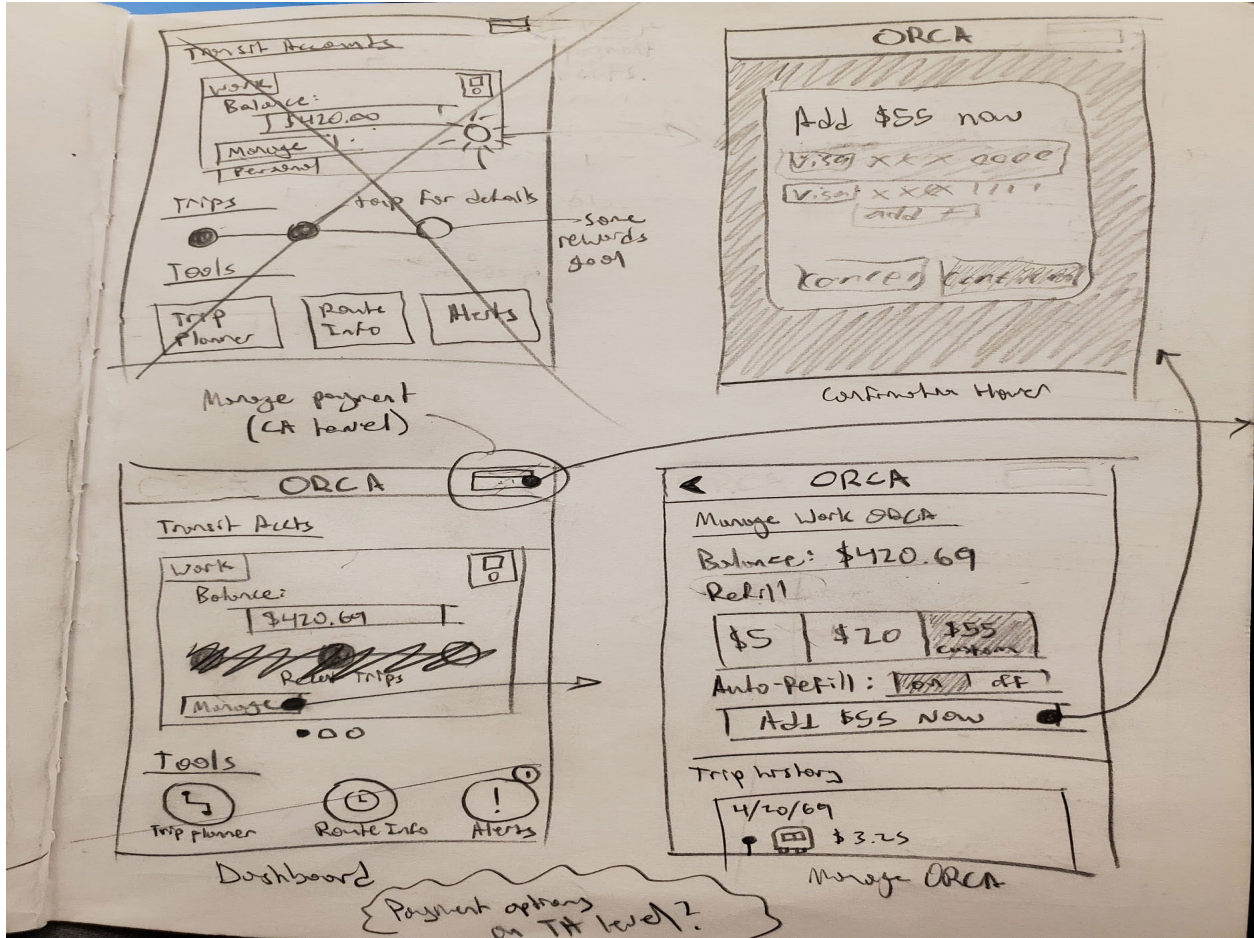 Transit Accounts
Work
Balance:
$420.00
Manage
Personal
Trips
tap for details
some
rewards
goal
Tools
Trip
Planner
Route
Info
Alerts
Manage payment
(CA Level)
ORCA
Add $55 now
Visa XXX 0000
Visa XXX 1111
add +
Cancel
Confirmation Hover
ORCA
Transit Accts
Work
Balance:
$420.69
Recent Trips
Manage
Tools
Trip planner
Route Info
Alerts
Dashboard
ORCA
Manage Work ORCA
Balance: $420.69
Refill
$5
$20
$55
custom
Auto-Refill: on off
Add $55 Now
Trip history
4/20/69
$3.25
Manage ORCA
Payment options
on TA level?